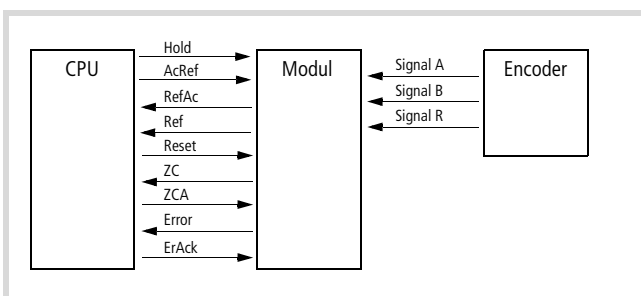 CPU
Hold
AcRef
RefAc
Ref
Reset
ZC
ZCA
Error
ErAck
Modul
Signal A
Signal B
Signal R
Encoder